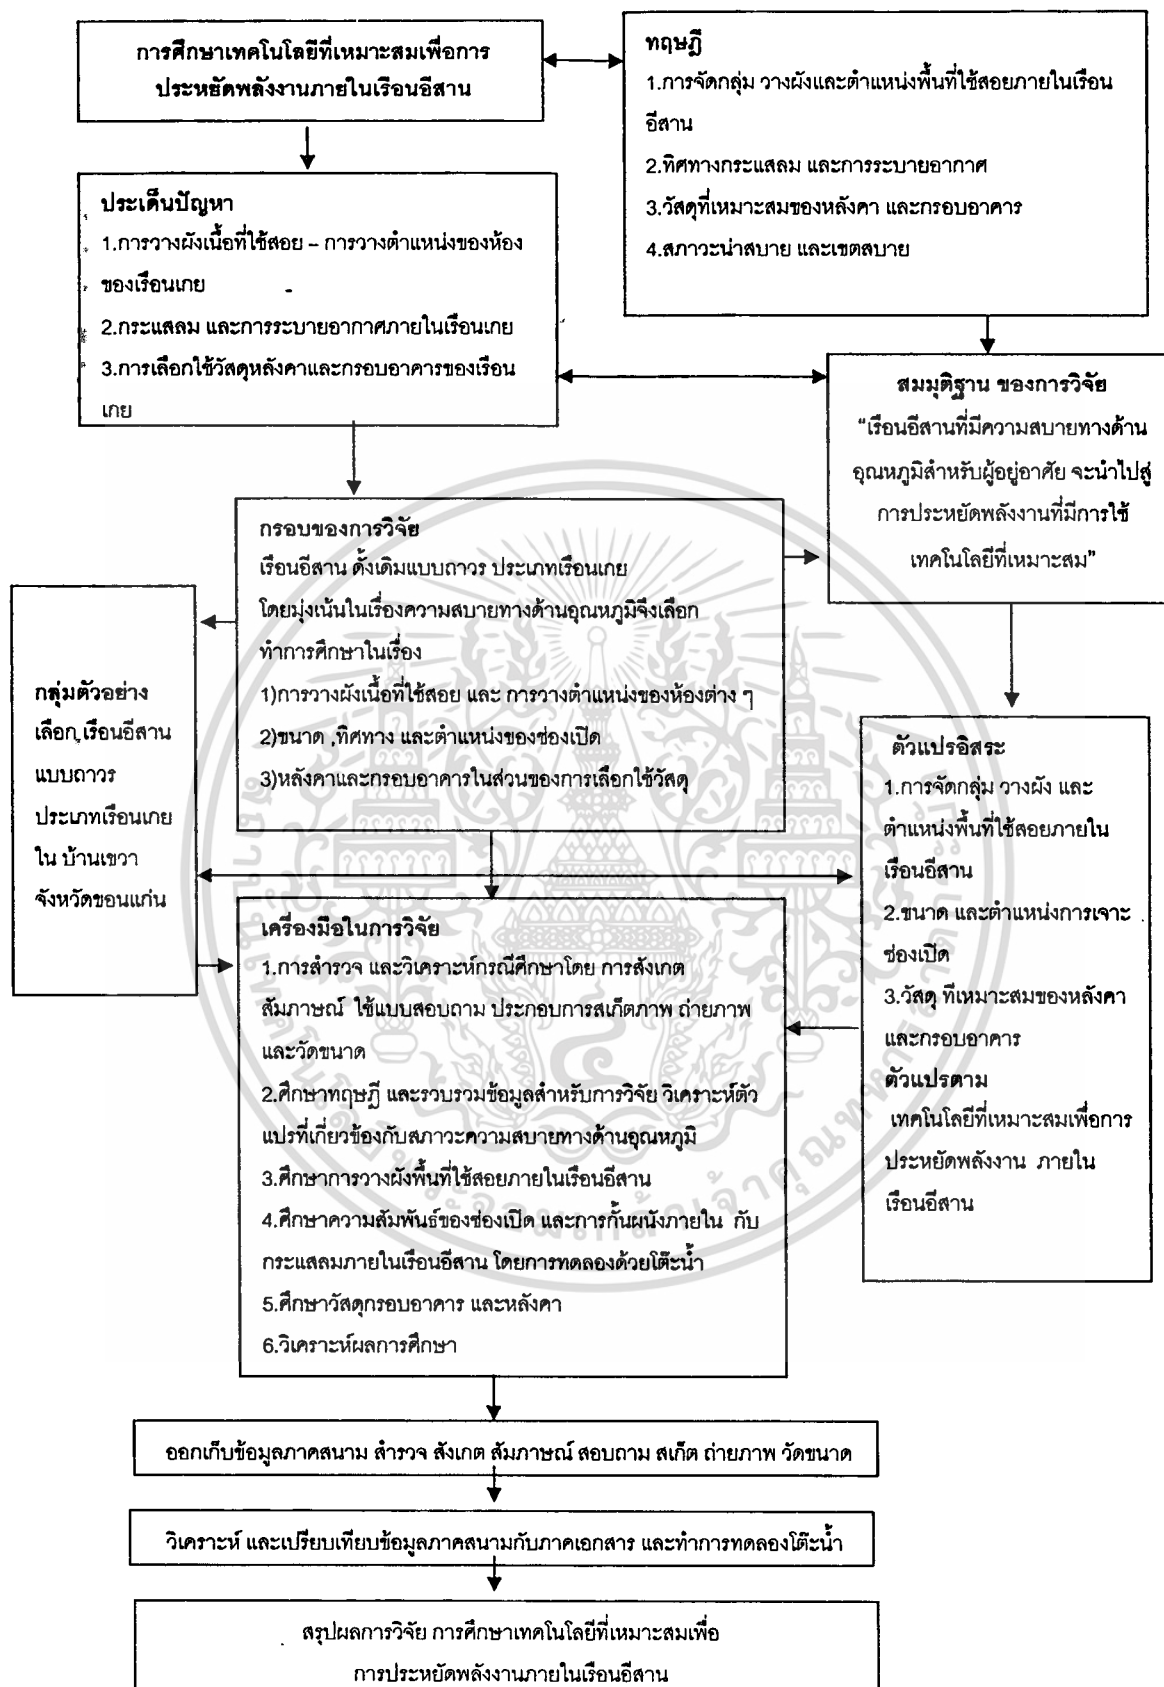 การศึกษาเทคโนโลยีที่เหมาะสมเพื่อการ
ประหยัดพลังงานภายในเรือนอีสาน
ทฤษฎี
1.การจัดกลุ่ม วางผังและตำแหน่งพื้นที่ใช้สอยภายในเรือน
อีสาน
2.ทิศทางกระแสลม และการระบายอากาศ
3.วัสดุที่เหมาะสมของหลังคา และกรอบอาคาร
4.สภาวะน่าสบาย และเขตสบาย
ประเด็นปัญหา
1.การวางผังเนื้อที่ใช้สอย – การวางตำแหน่งของห้อง
ของเรือนเกย
2.กระแสลม และการระบายอากาศภายในเรือนเกย
3.การเลือกใช้วัสดุหลังคาและกรอบอาคารของเรือน
เกย
สมมุติฐาน ของการวิจัย
“เรือนอีสานที่มีความสบายทางด้าน
อุณหภูมิสำหรับผู้อยู่อาศัย จะนำไปสู่
การประหยัดพลังงานที่มีการใช้
เทคโนโลยีที่เหมาะสม”
กรอบของการวิจัย
เรือนอีสาน ดั้งเดิมแบบถาวร ประเภทเรือนเกย
โดยมุ่งเน้นในเรื่องความสบายทางด้านอุณหภูมิจึงเลือก
ทำการศึกษาในเรื่อง
1)การวางผังเนื้อที่ใช้สอย และ การวางตำแหน่งของห้องต่าง ๆ
2)ขนาด ,ทิศทาง และตำแหน่งของช่องเปิด
3)หลังคาและกรอบอาคารในส่วนของการเลือกใช้วัสดุ
กลุ่มตัวอย่าง
เลือก,เรือนอีสาน
แบบถาวร
ประเภทเรือนเกย
ใน บ้านเขวา
จังหวัดขอนแก่น
ตัวแปรอิสระ
1.การจัดกลุ่ม วางผัง และ
ตำแหน่งพื้นที่ใช้สอยภายใน
เรือนอีสาน
2.ขนาด และตำแหน่งการเจาะ
ช่องเปิด
3.วัสดุ ที่เหมาะสมของหลังคา
และกรอบอาคาร
ตัวแปรตาม
เทคโนโลยีที่เหมาะสมเพื่อการ
ประหยัดพลังงาน ภายใน
เรือนอีสาน
เครื่องมือในการวิจัย
1.การสำรวจ และวิเคราะห์กรณีศึกษาโดย การสังเกต
สัมภาษณ์ ใช้แบบสอบถาม ประกอบการสเก็ตภาพ ถ่ายภาพ
และวัดขนาด
2.ศึกษาทฤษฎี และรวบรวมข้อมูลสำหรับการวิจัย วิเคราะห์ตัว
แปรที่เกี่ยวข้องกับสภาวะความสบายทางด้านอุณหภูมิ
3.ศึกษาการวางผังพื้นที่ใช้สอยภายในเรือนอีสาน
4.ศึกษาความสัมพันธ์ของช่องเปิด และการกั้นผนังภายใน กับ
กระแสลมภายในเรือนอีสาน โดยการทดลองด้วยโต๊ะน้ำ
5.ศึกษาวัสดุกรอบอาคาร และหลังคา
6.วิเคราะห์ผลการศึกษา
ออกเก็บข้อมูลภาคสนาม สำรวจ สังเกต สัมภาษณ์ สอบถาม สเก็ต ถ่ายภาพ วัดขนาด
วิเคราะห์ และเปรียบเทียบข้อมูลภาคสนามกับภาคเอกสาร และทำการทดลองโต๊ะน้ำ
สรุปผลการวิจัย การศึกษาเทคโนโลยีที่เหมาะสมเพื่อ
การประหยัดพลังงานภายในเรือนอีสาน